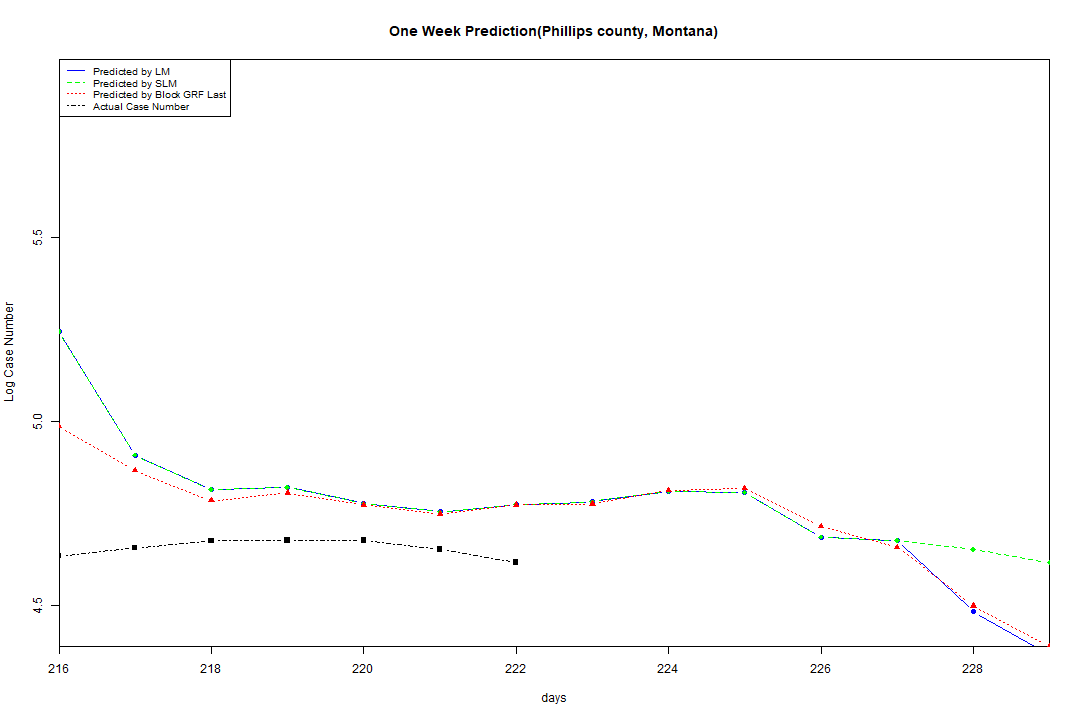 One Week Prediction(Phillips county, Montana)
Predicted by LM
Predicted by SLM
Predicted by Block GRF Last
Actual Case Number
Log Case Number
5.5
5.0
4.5
216 218 220 222 224 226 228
days